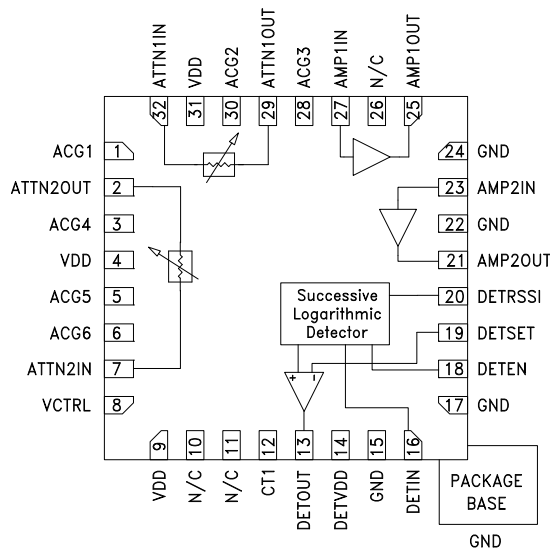 ATTN1IN
VDD
ACG2
ATTN1OUT
ACG3
AMP1IN
N/C
AMP1OUT
32
31
30
29
28
27
26
25
ACG1 1
ATTN2OUT 2
ACG4 3
VDD 4
ACG5 5
ACG6 6
ATTN2IN 7
VCTRL 8
24 GND
23 AMP2IN
22 GND
21 AMP2OUT
20 DETRSSI
19 DETSET
18 DETEN
17 GND
Successive
Logarithmic
Detector
+ −
9
10
11
12
13
14
15
16
VDD
N/C
N/C
CT1
DETOUT
DETVDD
GND
DETIN
PACKAGE
BASE
GND